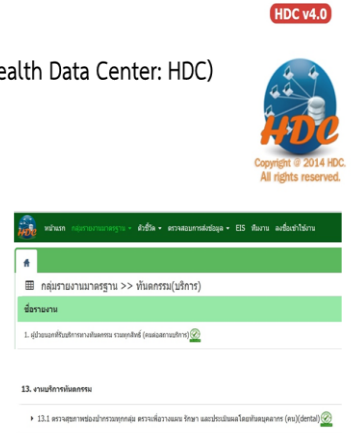 HDC v4.0
ealth Data Center: HDC)
HDC
Copyright © 2014 HDC.
All rights reserved.
หน้าแรก กลุ่มรายงานมาตรฐาน ตัวชี้วัด ตรวจสอบการส่งข้อมูล EIS ทีมงาน ลงชื่อเข้าใช้งาน
กลุ่มรายงานมาตรฐาน >> ทันตกรรม(บริการ)
ชื่อรายงาน
1. ผู้ป่วยนอกที่รับบริการทางทันตกรรม รวมทุกสิทธิ์ (คนต่อสถานบริการ)
13. งานบริการทันตกรรม
13.1 ตรวจสุขภาพช่องปากรวมทุกกลุ่ม ตรวจเพื่อวางแผน รักษา และประเมินผลโดยทันตบุคลากร (คน)(dental)